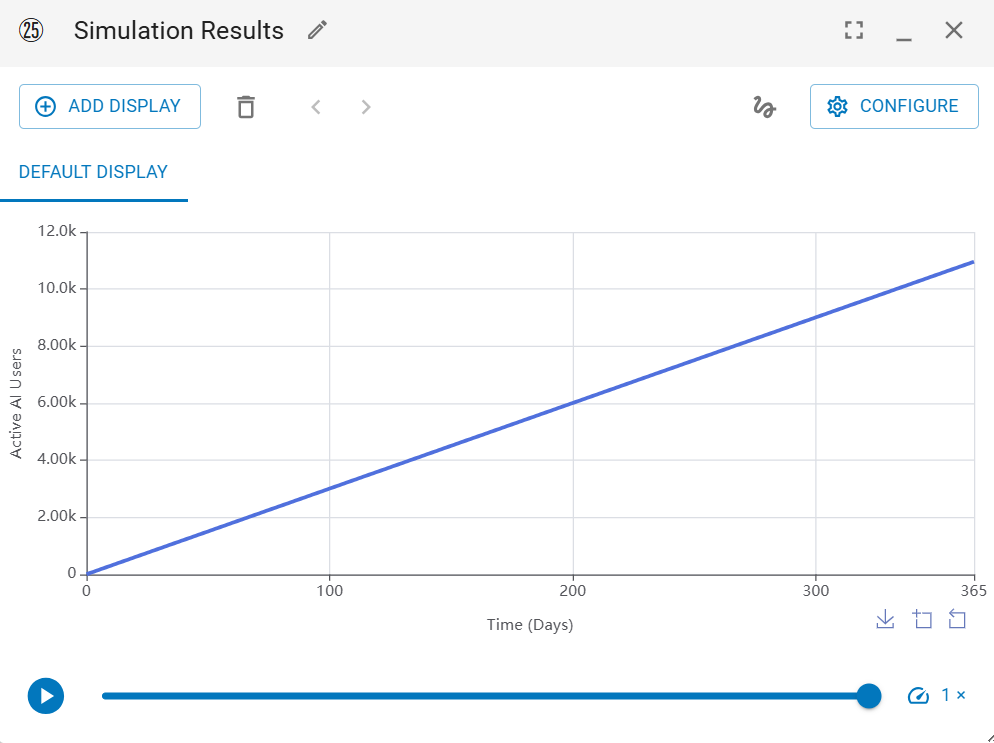 25 Simulation Results
ADD DISPLAY
CONFIGURE
DEFAULT DISPLAY
12.0k
10.0k
8.00k
6.00k
4.00k
2.00k
0
Active AI Users
0 100 200 300 365
Time (Days)
1 ×